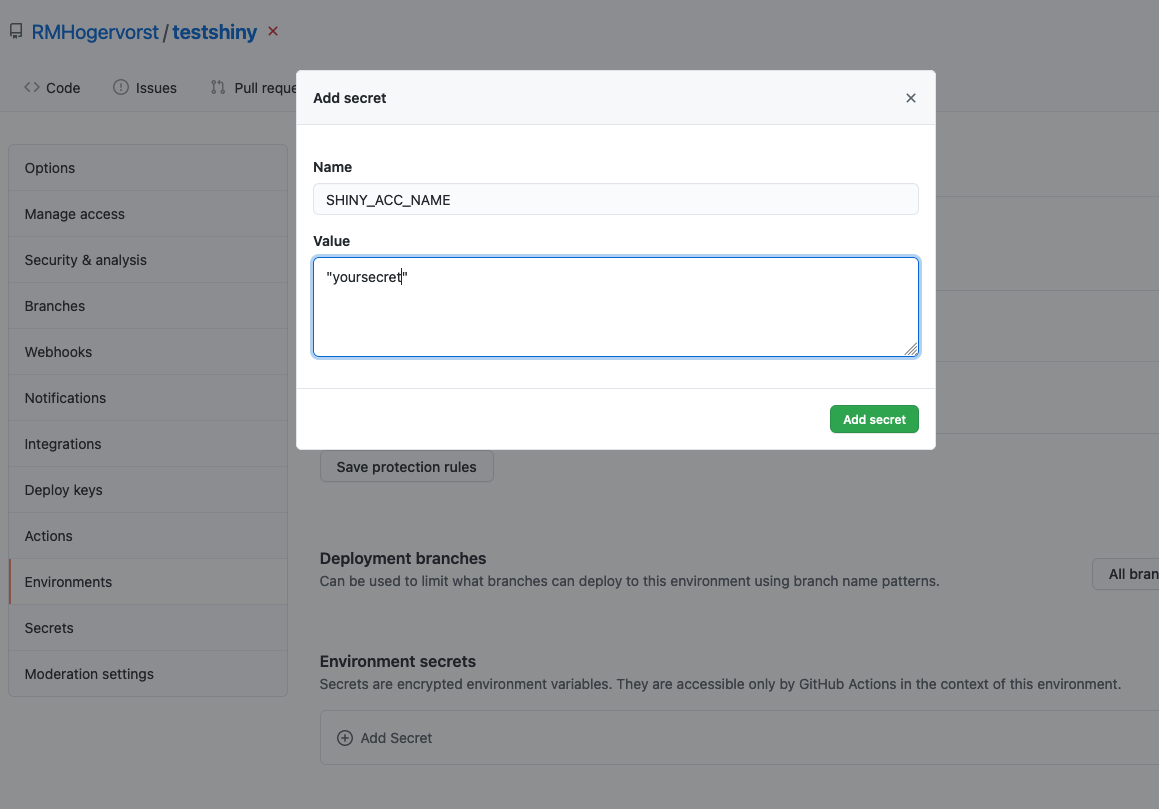 RMHogervorst / testshiny
Code Issues Pull reque
Add secret
Name
SHINY_ACC_NAME
Value
"yoursecret"
Add secret
Options
Manage access
Security & analysis
Branches
Webhooks
Notifications
Integrations
Deploy keys
Actions
Environments
Secrets
Moderation settings
Save protection rules
Deployment branches
Can be used to limit what branches can deploy to this environment using branch name patterns.
All bran
Environment secrets
Secrets are encrypted environment variables. They are accessible only by GitHub Actions in the context of this environment.
Add Secret